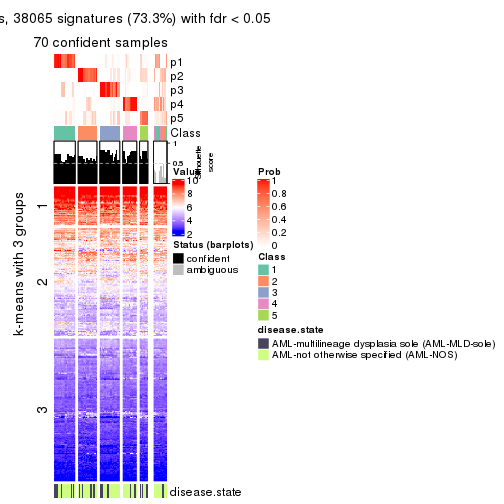 s, 38065 signatures (73.3%) with fdr < 0.05
70 confident samples
p1
p2
p3
p4
p5
Class
1
0.5
0
silhouette
score
k-means with 3 groups
1
2
3
disease.state
Value
10
8
6
4
2
Status (barplots)
confident
ambiguous
Prob
1
0.8
0.6
0.4
0.2
0
Class
1
2
3
4
5
disease.state
AML-multilineage dysplasia sole (AML-MLD-sole)
AML-not otherwise specified (AML-NOS)